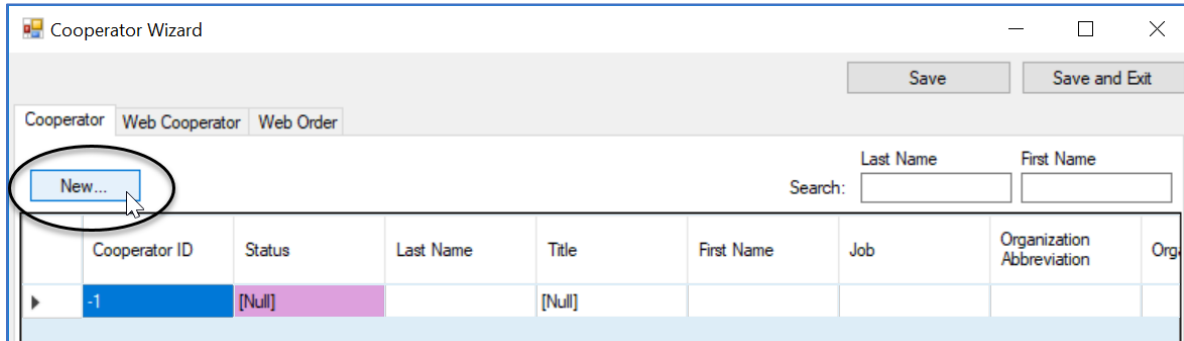 Cooperator Wizard
Save Save and Exit
Cooperator Web Cooperator Web Order
Last Name First Name
New... Search:
Cooperator ID Status Last Name Title First Name Job Organization Abbreviation Orga
-1 [Null] [Null]